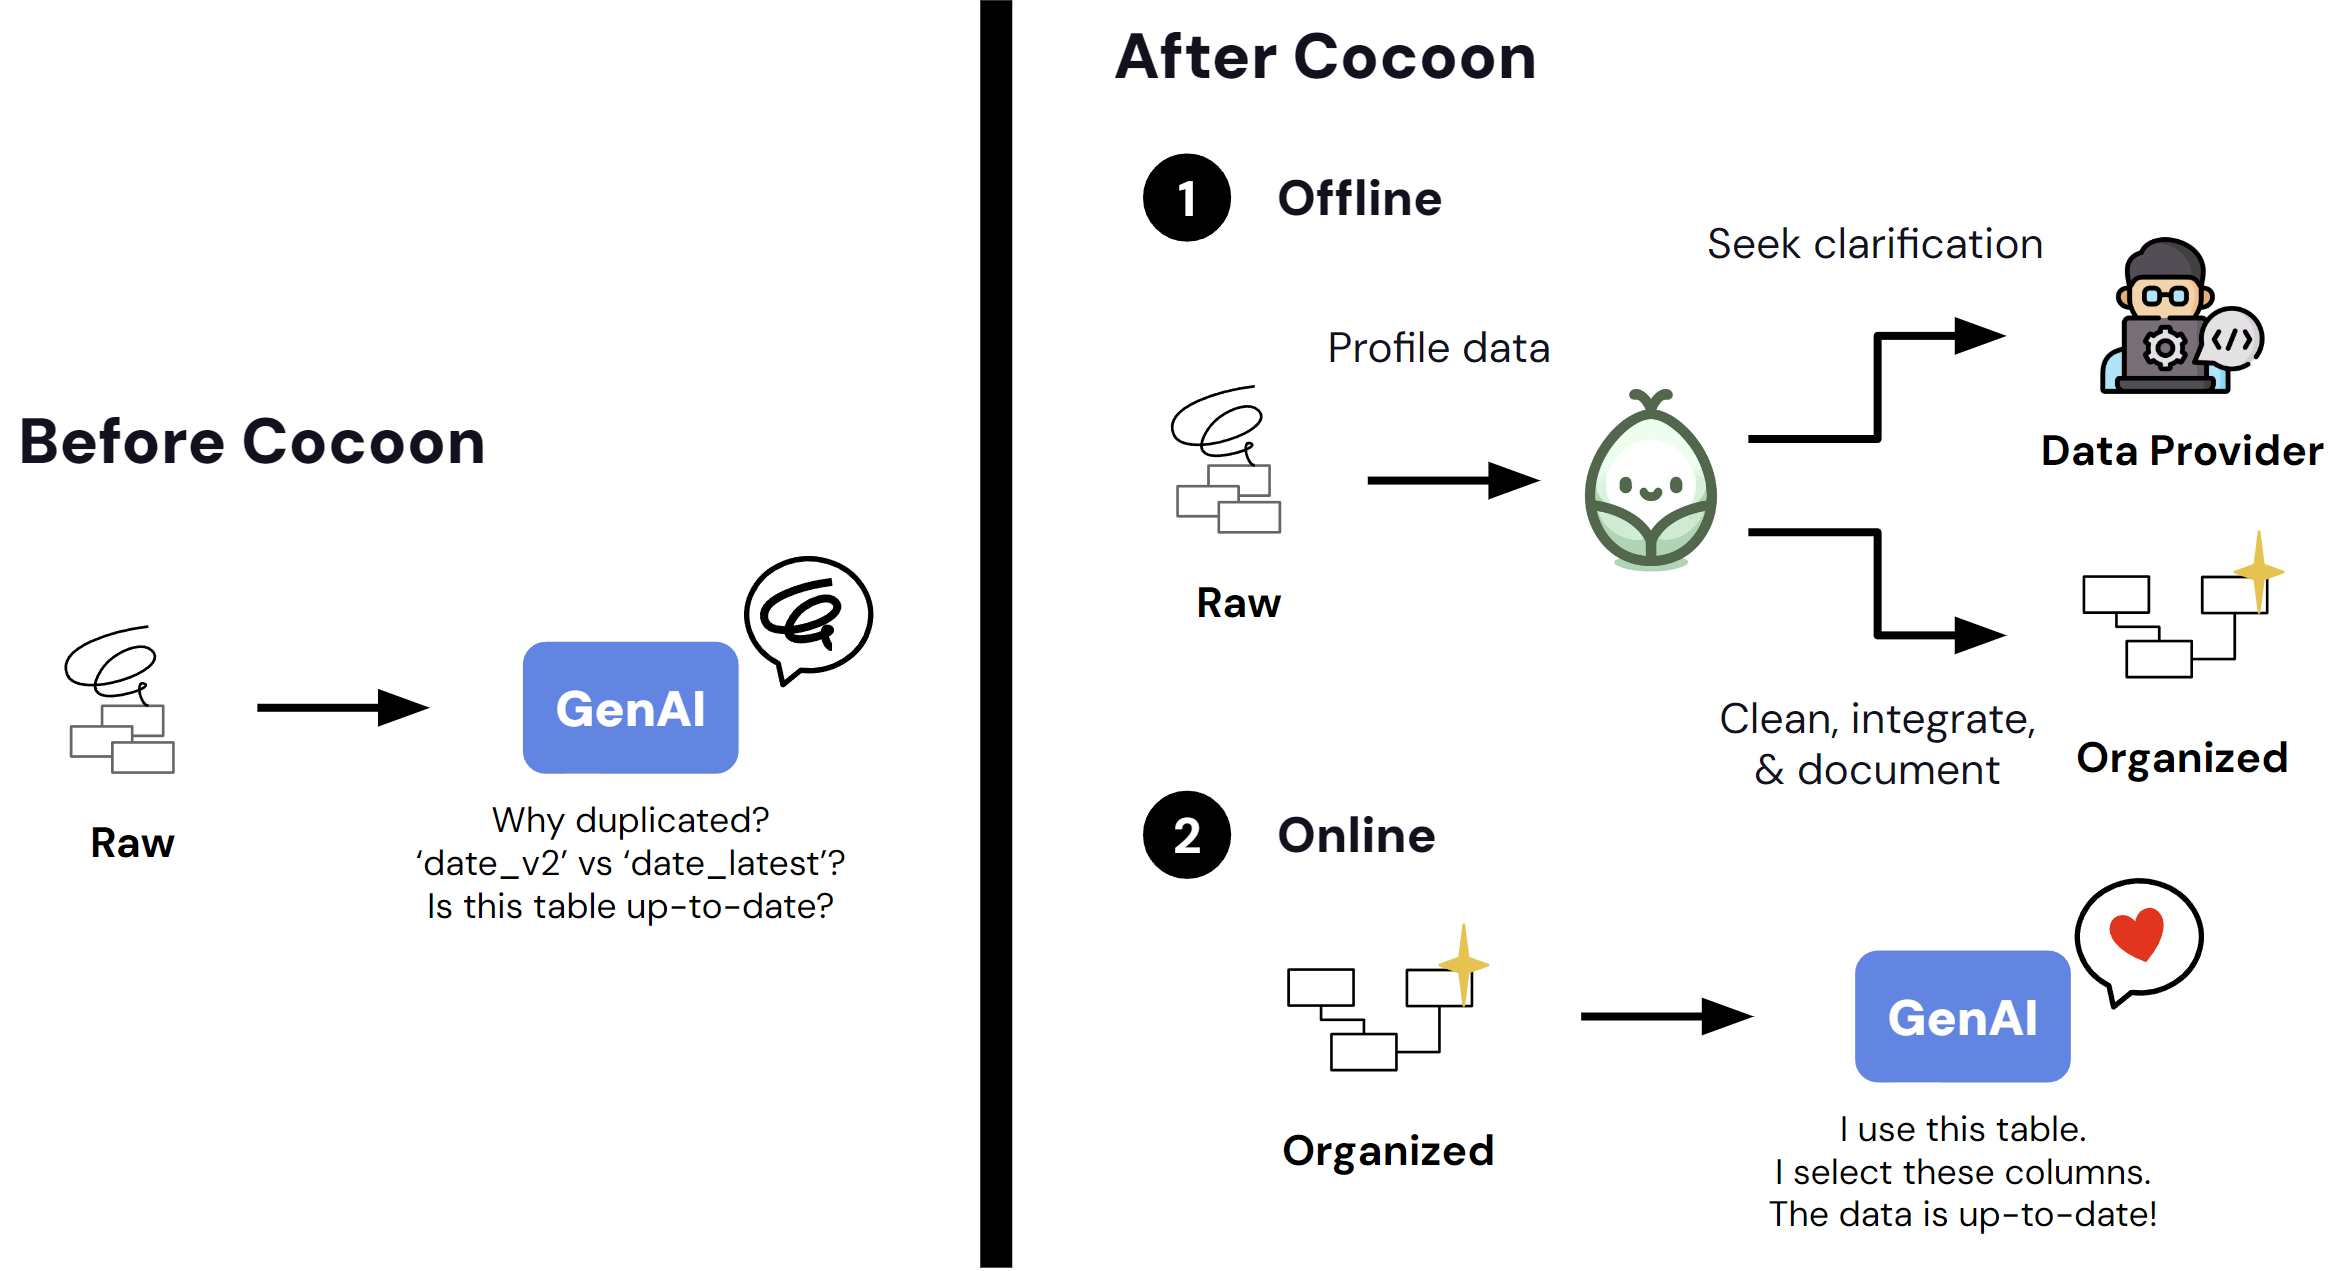 Before Cocoon
Raw
GenAI
Why duplicated?
‘date_v2’ vs ‘date_latest’?
Is this table up-to-date?
After Cocoon
1
Offline
Profile data
Raw
Seek clarification
Data Provider
Clean, integrate,
& document
Organized
2
Online
Organized
GenAI
I use this table.
I select these columns.
The data is up-to-date!